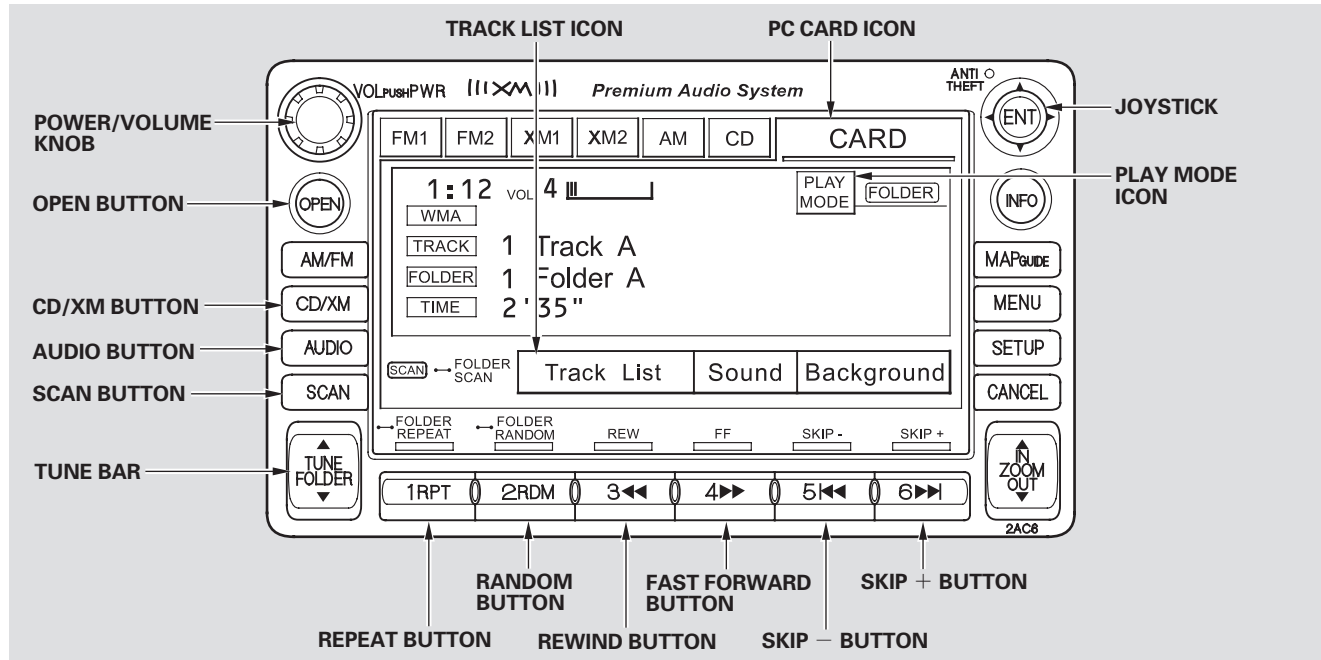 TRACK LIST ICON
PC CARD ICON
POWER/VOLUME
KNOB
OPEN BUTTON
CD/XM BUTTON
AUDIO BUTTON
SCAN BUTTON
TUNE BAR
VOL PUSH PWR
XM
Premium Audio System
ANTI
THEFT
JOYSTICK
PLAY MODE
ICON
FM1
FM2
XM1
XM2
AM
CD
CARD
ENT
OPEN
INFO
AM/FM
CD/XM
AUDIO
SCAN
TUNE
FOLDER
MAP GUIDE
MENU
SETUP
CANCEL
IN
ZOOM
OUT
2AC6
1:12 VOL 4
PLAY
MODE
FOLDER
WMA
TRACK 1 Track A
FOLDER 1 Folder A
TIME 2'35"
SCAN FOLDER
SCAN
Track List
Sound
Background
FOLDER
REPEAT
FOLDER
RANDOM
REW
FF
SKIP -
SKIP +
1RPT
2RDM
3◀◀
4▶▶
5|◀◀
6▶▶|
RANDOM
BUTTON
FAST FORWARD
BUTTON
SKIP + BUTTON
REPEAT BUTTON
REWIND BUTTON
SKIP − BUTTON